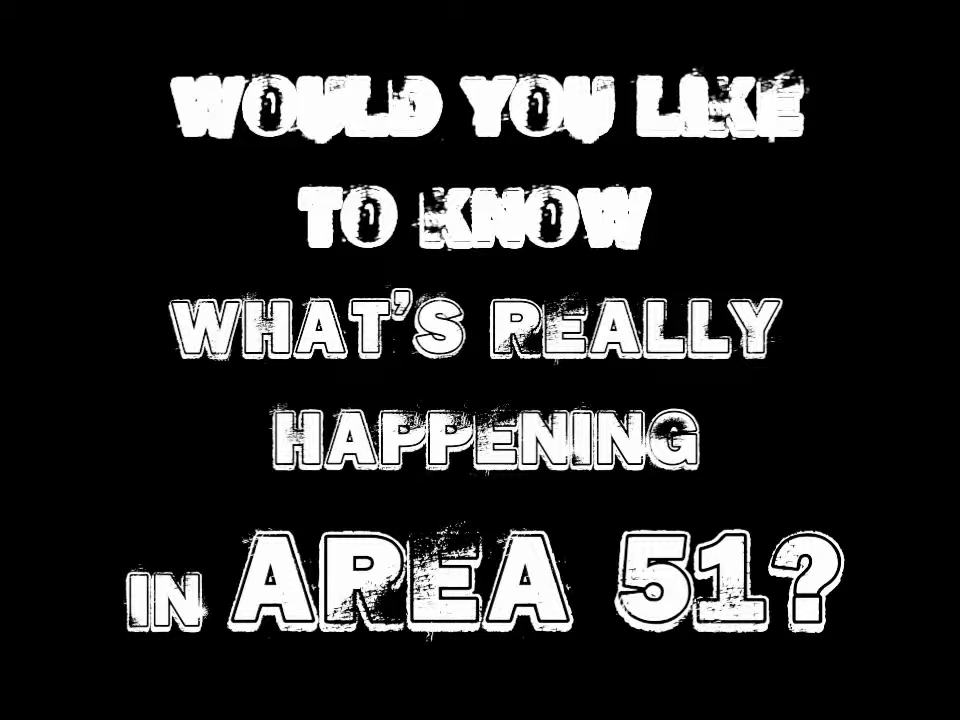 WOULD YOU LIKE
TO KNOW
WHAT'S REALLY
HAPPENING
IN AREA 51?